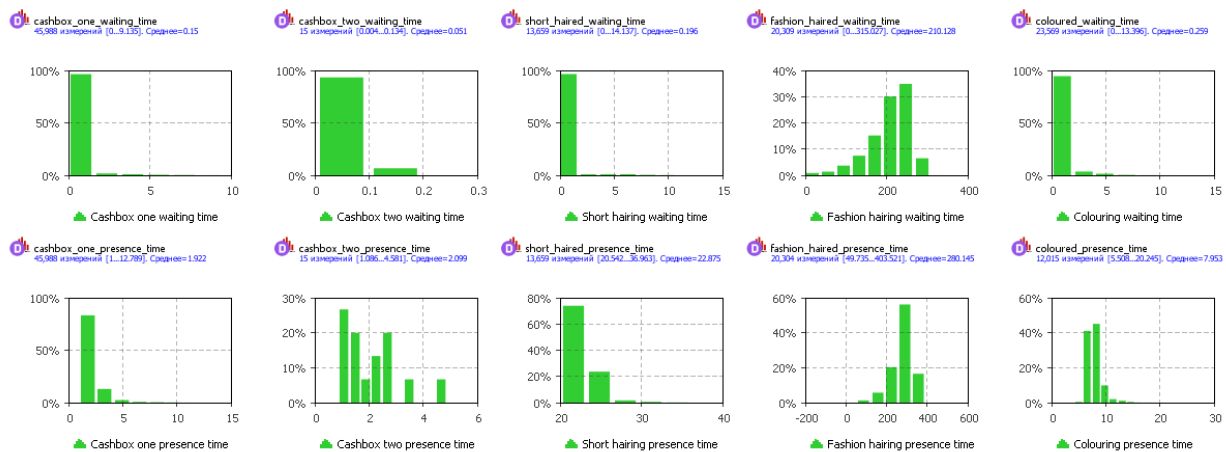 cashbox_one_waiting_time
45,988 измерений [0...9.135]. Среднее=0.15
100%
50%
0%
0 5 10
Cashbox one waiting time
cashbox_two_waiting_time
15 измерений [0.004...0.134]. Среднее=0.051
100%
50%
0%
0 0.1 0.2 0.3
Cashbox two waiting time
short_haired_waiting_time
13,659 измерений [0...14.137]. Среднее=0.196
100%
50%
0%
0 5 10 15
Short hairing waiting time
fashion_haired_waiting_time
20,309 измерений [0...315.027]. Среднее=210.128
40%
30%
20%
10%
0%
0 200 400
Fashion hairing waiting time
coloured_waiting_time
23,569 измерений [0...13.396]. Среднее=0.259
100%
50%
0%
0 5 10 15
Colouring waiting time
cashbox_one_presence_time
45,988 измерений [1...12.789]. Среднее=1.922
100%
50%
0%
0 5 10 15
Cashbox one presence time
cashbox_two_presence_time
15 измерений [1.086...4.581]. Среднее=2.099
30%
20%
10%
0%
0 2 4 6
Cashbox two presence time
short_haired_presence_time
13,659 измерений [20.542...36.963]. Среднее=22.875
80%
60%
40%
20%
0%
20 30 40
Short hairing presence time
fashion_haired_presence_time
20,304 измерений [49.735...403.521]. Среднее=280.145
60%
40%
20%
0%
-200 0 200 400 600
Fashion hairing presence time
coloured_presence_time
12,015 измерений [5.508...20.245]. Среднее=7.953
60%
40%
20%
0%
0 10 20 30
Colouring presence time